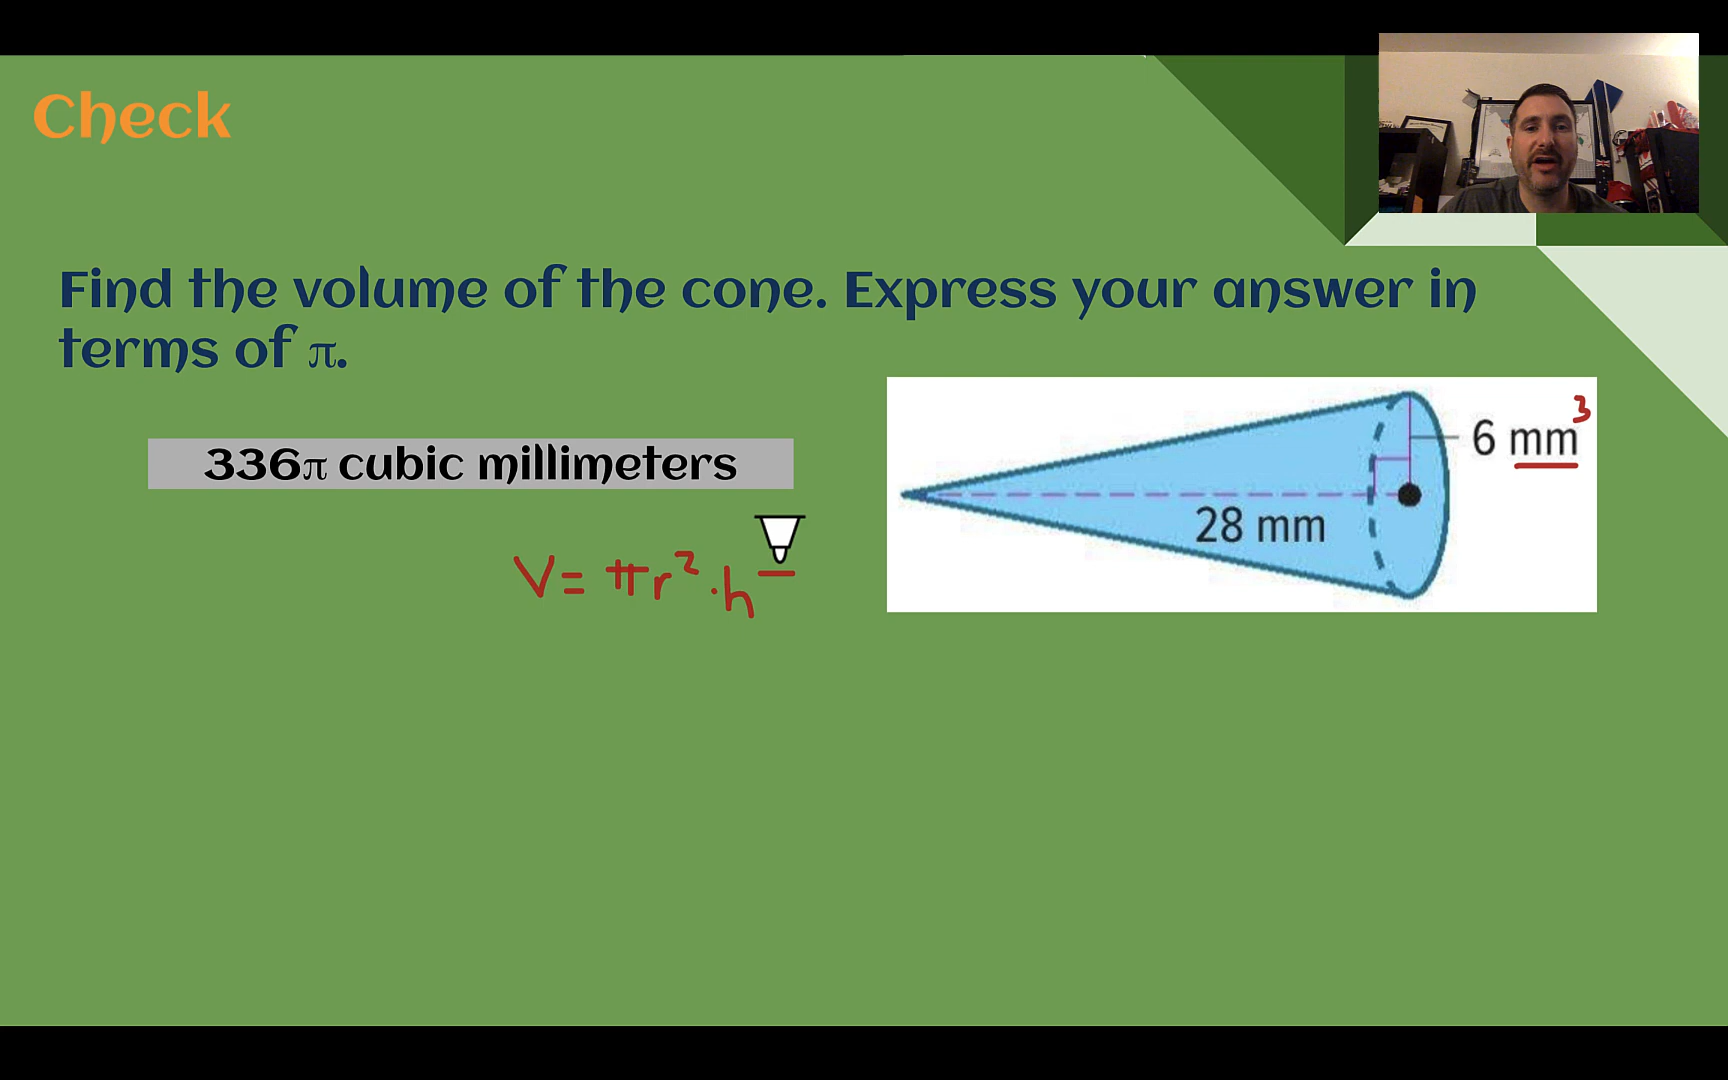 Check
Find the volume of the cone. Express your answer in
terms of π.
336π cubic millimeters
6 mm³
28 mm
V = πr² · h